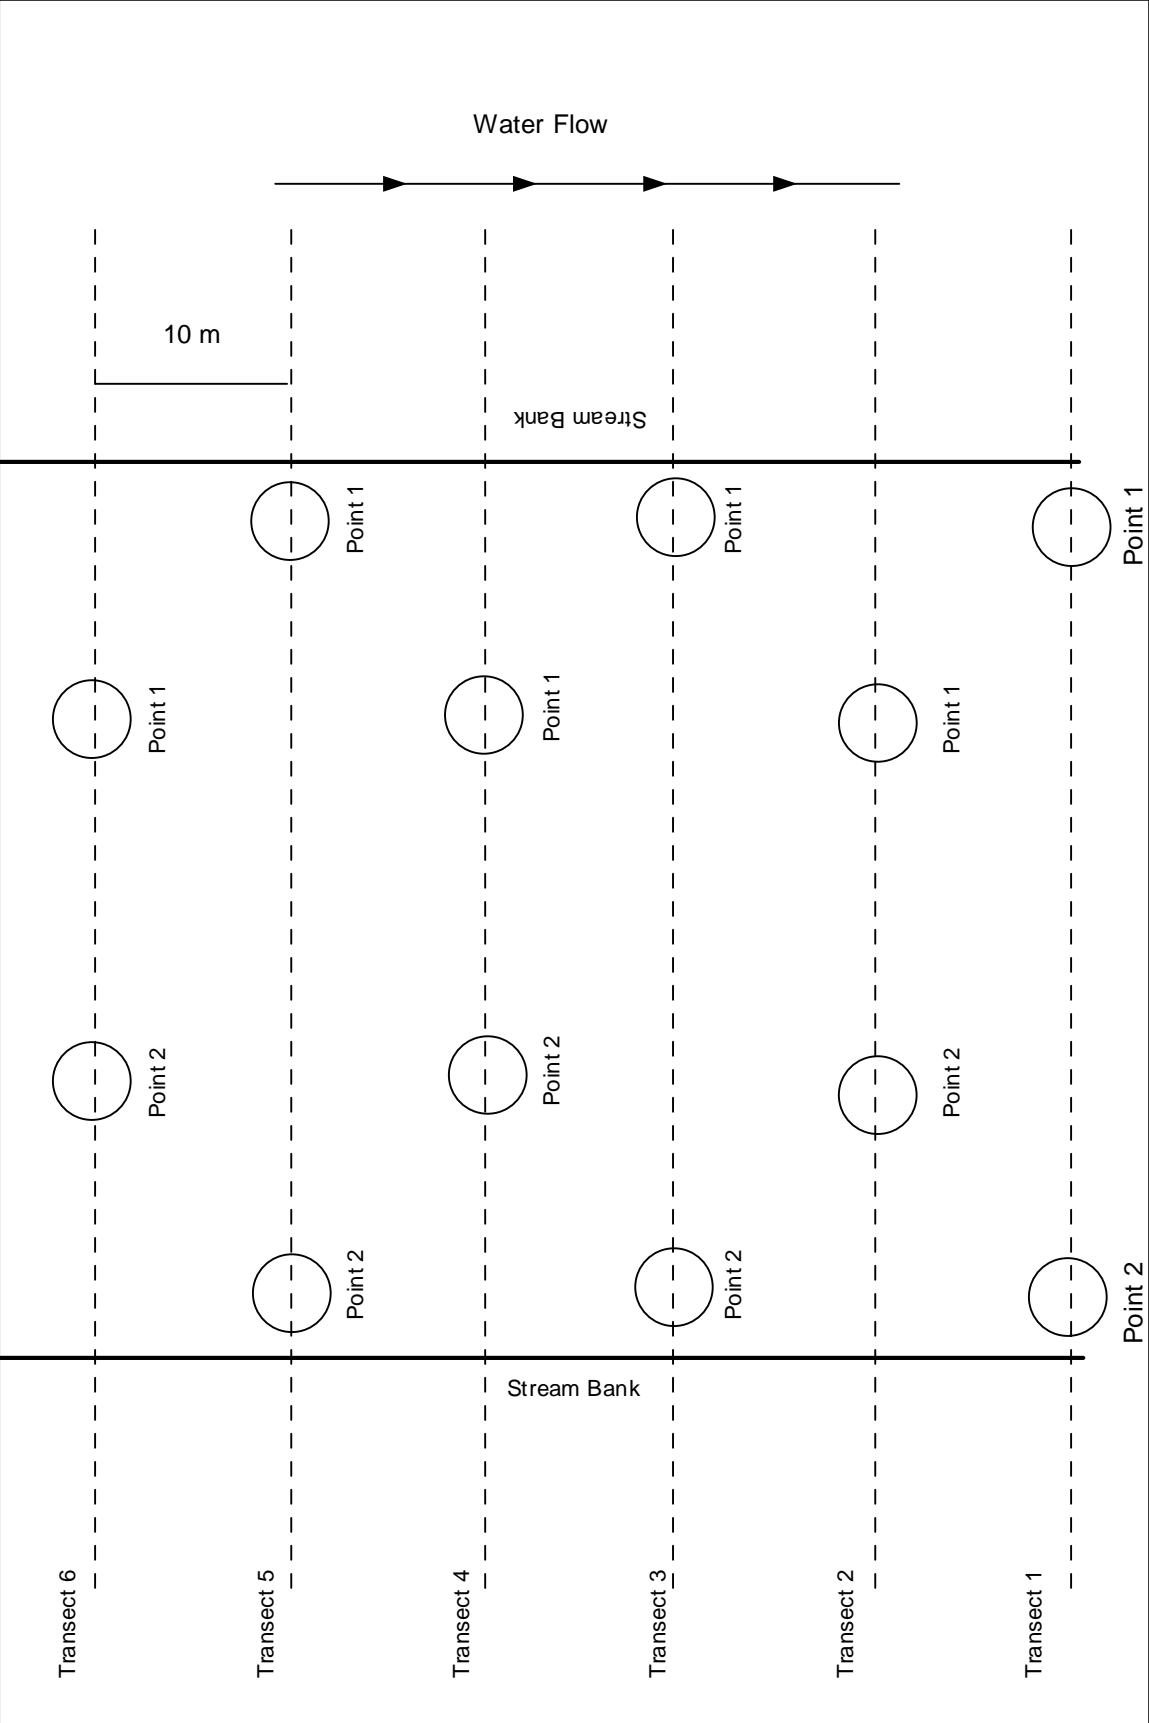 Water Flow
10 m
Stream Bank
Point 1
Point 1
Point 1
Point 1
Point 1
Point 1
Point 2
Point 2
Point 2
Point 2
Point 2
Point 2
Stream Bank
Transect 6
Transect 5
Transect 4
Transect 3
Transect 2
Transect 1